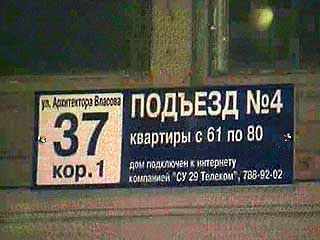 ул. Архитектора Власова
37
кор.1
ПОДЪЕЗД №4
квартиры с 61 по 80
дом подключен к интернету
компанией "СУ 29 Телеком", 788-92-02